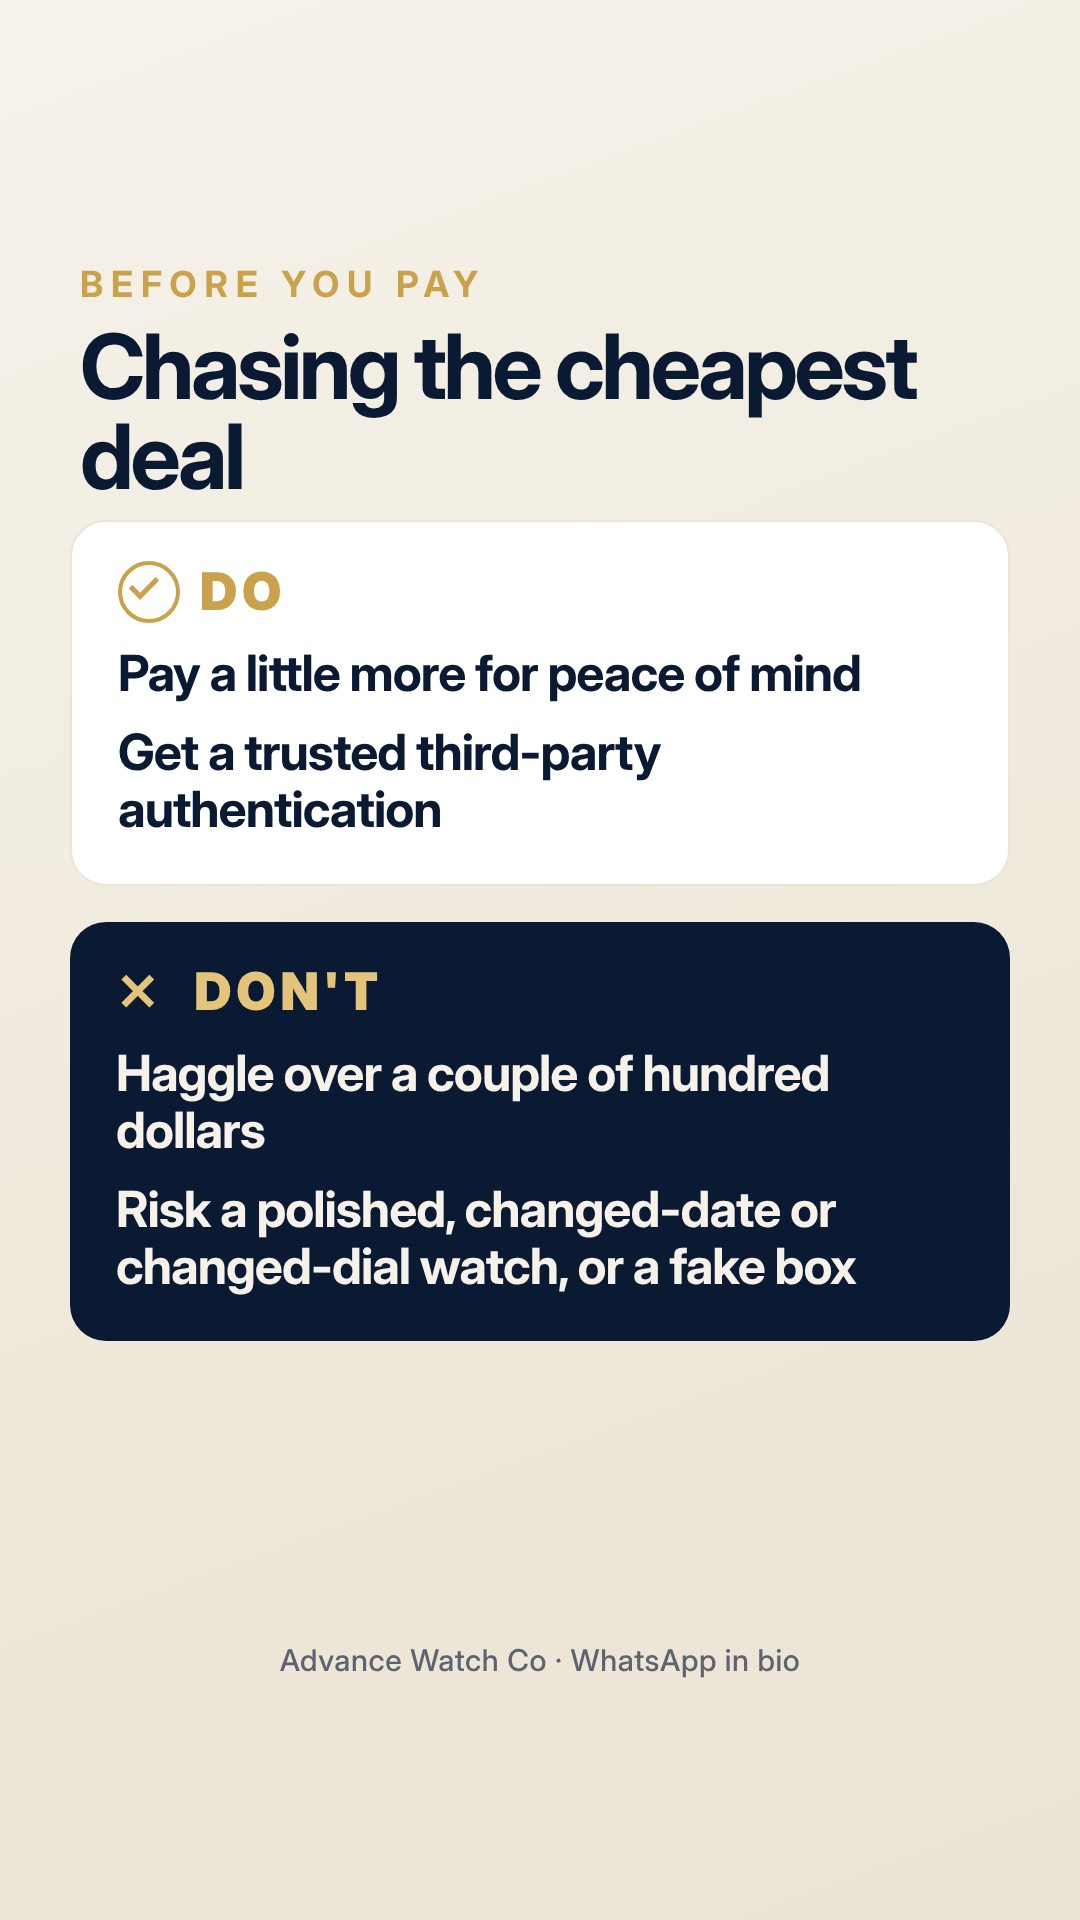 BEFORE YOU PAY
Chasing the cheapest
deal
DO
Pay a little more for peace of mind
Get a trusted third-party
authentication
DON'T
Haggle over a couple of hundred
dollars
Risk a polished, changed-date or
changed-dial watch, or a fake box
Advance Watch Co · WhatsApp in bio